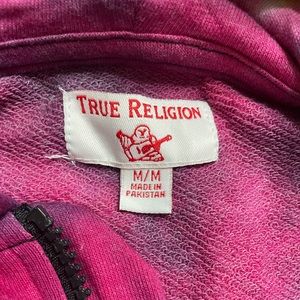 TRUE RELIGION
M/M
MADE IN
PAKISTAN